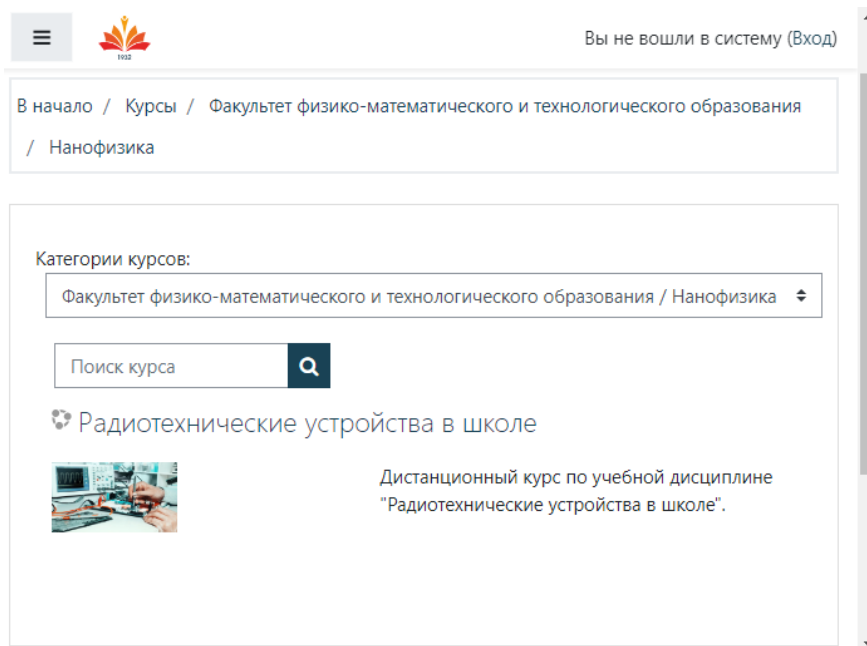 1932
Вы не вошли в систему (Вход)
В начало / Курсы / Факультет физико-математического и технологического образования
/ Нанофизика
Категории курсов:
Факультет физико-математического и технологического образования / Нанофизика
Поиск курса
Радиотехнические устройства в школе
Дистанционный курс по учебной дисциплине
"Радиотехнические устройства в школе".